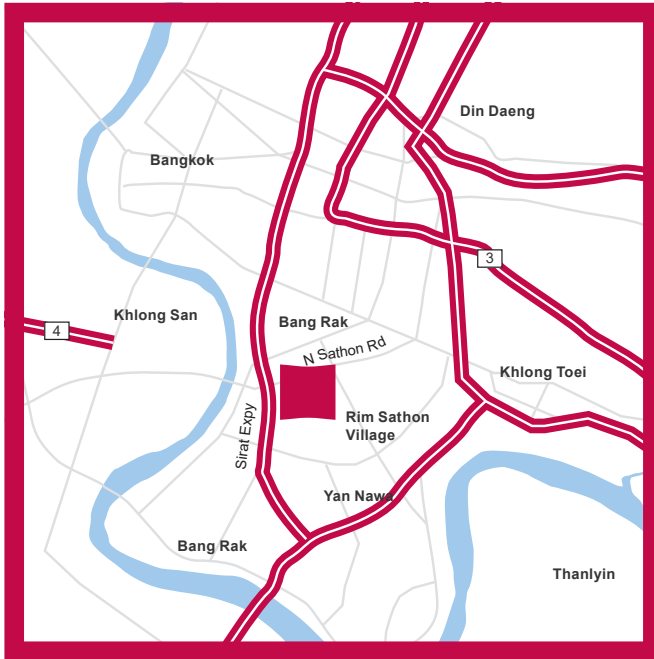 Din Daeng
Bangkok
3
Khlong San
Bang Rak
4
N Sathon Rd
Khlong Toei
Sirat Expy
Rim Sathon
Village
Yan Nawa
Bang Rak
Thanlyin